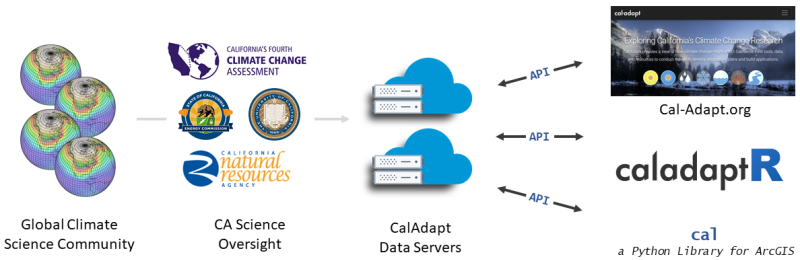 CALIFORNIA'S FOURTH
CLIMATE CHANGE
ASSESSMENT
STATE OF CALIFORNIA
ENERGY COMMISSION
CALIFORNIA
natural
resources
AGENCY
Global Climate
Science Community
CA Science
Oversight
CalAdapt
Data Servers
API
API
API
cal-adapt
Exploring California's Climate Change Research
Cal-Adapt.org
caladaptR
cal
a Python Library for ArcGIS